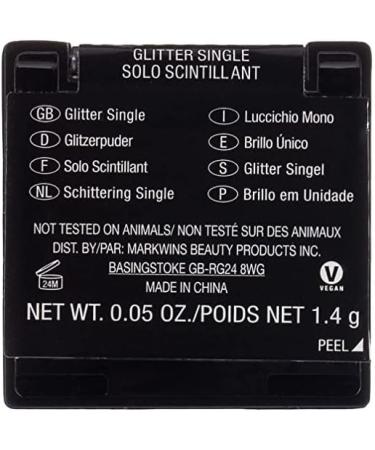 GLITTER SINGLE
SOLO SCINTILLANT
GB Glitter Single
D Glitzerpuder
F Solo Scintillant
NL Schittering Single
I Luccichio Mono
E Brillo Único
S Glitter Singel
P Brillo em Unidade
NOT TESTED ON ANIMALS/ NON TESTÉ SUR DES ANIMAUX
DIST. BY/PAR: MARKWINS BEAUTY PRODUCTS INC.
BASINGSTOKE GB-RG24 8WG
MADE IN CHINA
24M
V
VEGAN
NET WT. 0.05 OZ./POIDS NET 1.4 g
PEEL